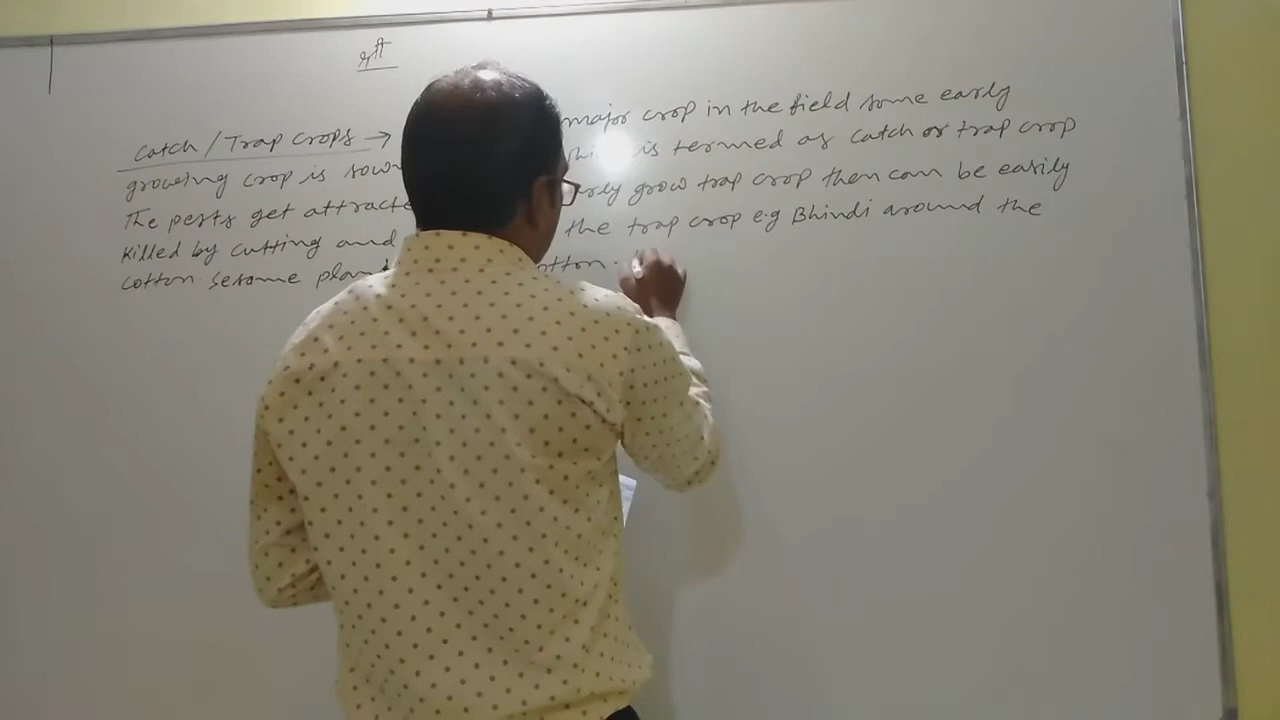 श्री
Catch / Trap crops → major crop in the field some early
growing crop is sown is termed as catch or trap crop
The pests get attracte rly grow trap crop then can be easily
killed by cutting and the trap crop e.g Bhindi around the
cotton sesame plan otton.